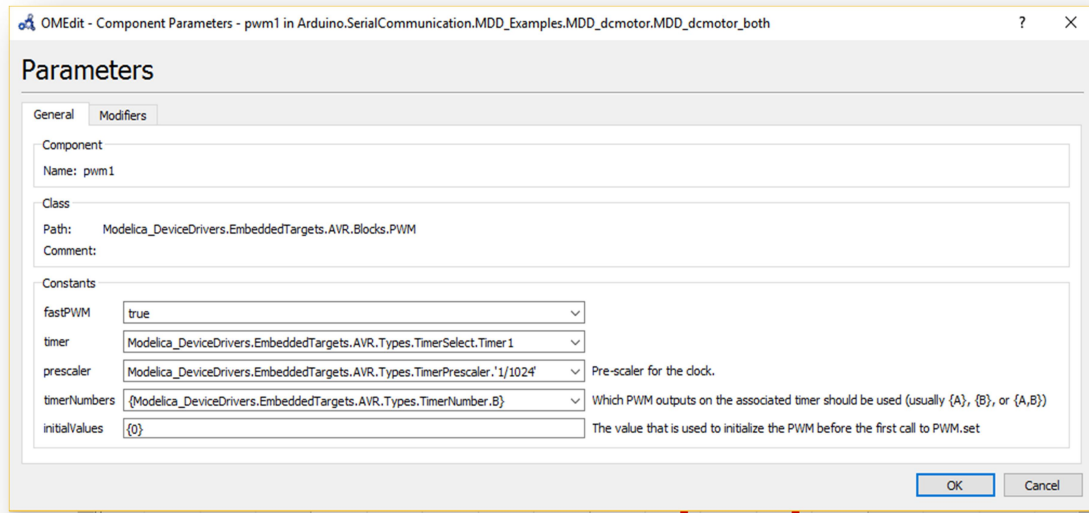 OMEdit - Component Parameters - pwm1 in Arduino.SerialCommunication.MDD_Examples.MDD_dcmotor.MDD_dcmotor_both ? X
Parameters
General Modifiers
Component
Name: pwm1
Class
Path: Modelica_DeviceDrivers.EmbeddedTargets.AVR.Blocks.PWM
Comment:
Constants
fastPWM true
timer Modelica_DeviceDrivers.EmbeddedTargets.AVR.Types.TimerSelect.Timer1
prescaler Modelica_DeviceDrivers.EmbeddedTargets.AVR.Types.TimerPrescaler.'1/1024' Pre-scaler for the clock.
timerNumbers {Modelica_DeviceDrivers.EmbeddedTargets.AVR.Types.TimerNumber.B} Which PWM outputs on the associated timer should be used (usually {A}, {B}, or {A,B})
initialValues {0} The value that is used to initialize the PWM before the first call to PWM.set
OK Cancel